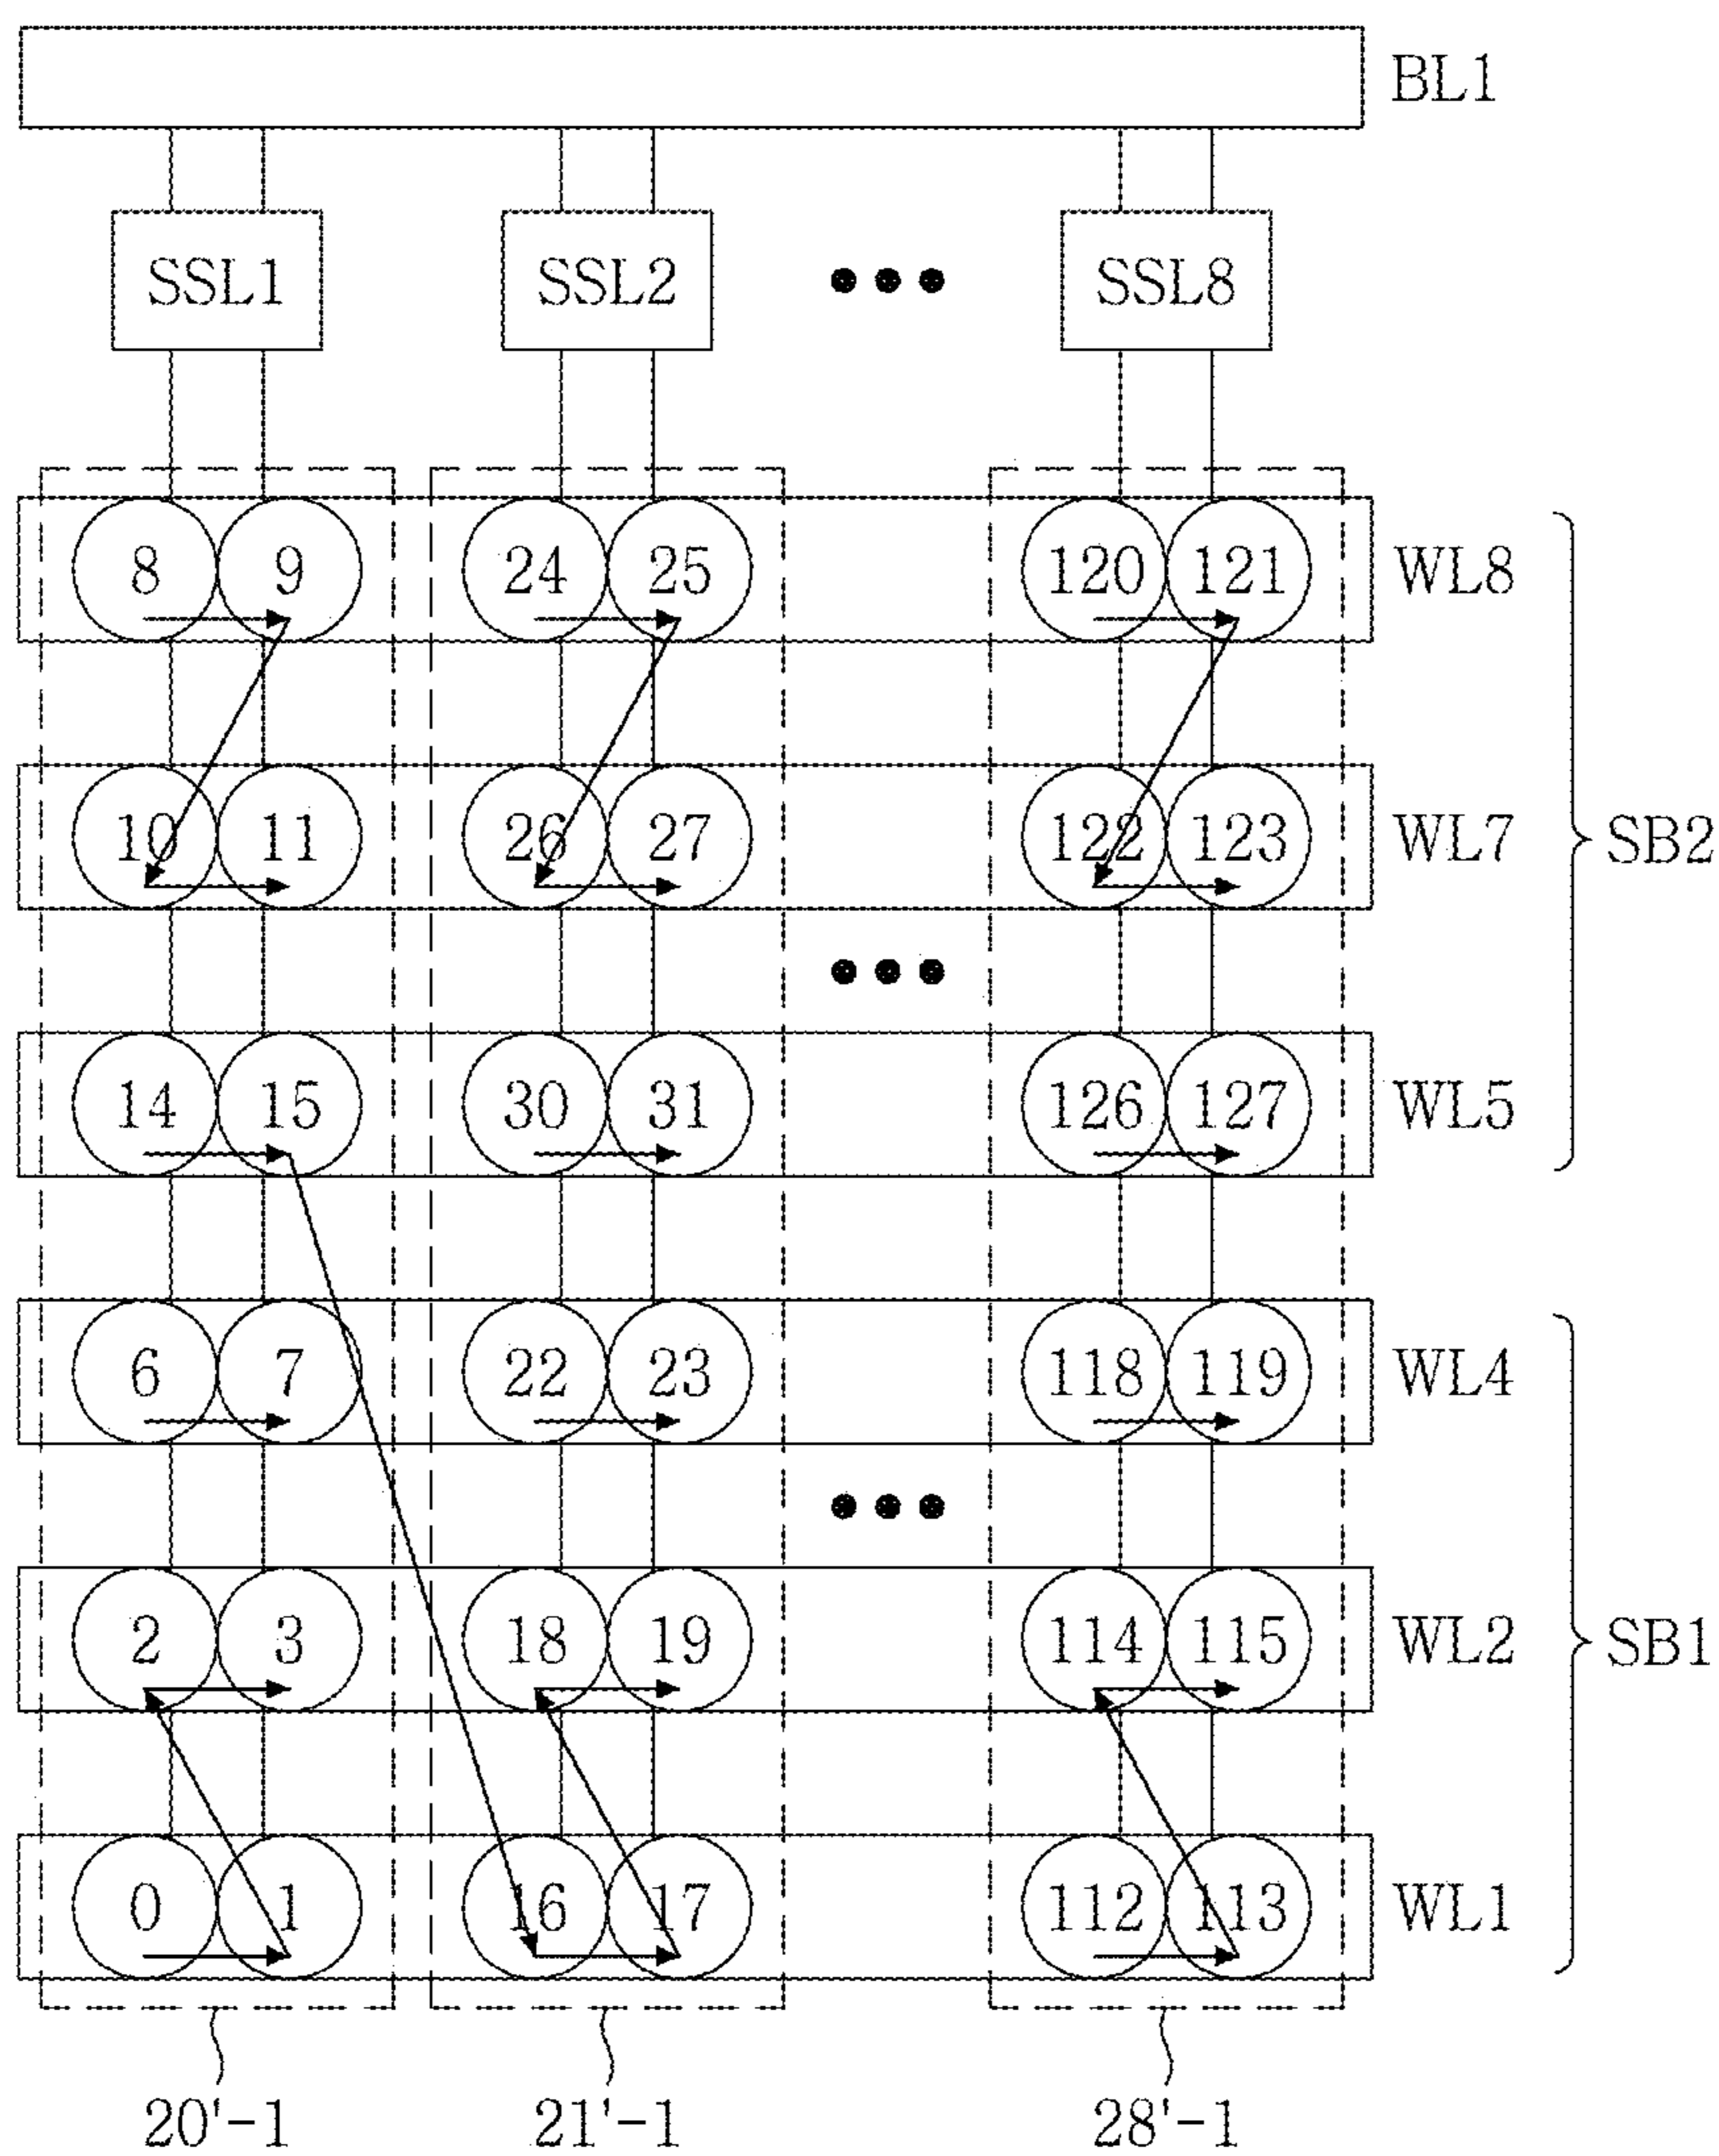 BL1
SSL1 SSL2 SSL8
8 9 24 25 120 121 WL8
10 11 26 27 122 123 WL7
SB2
14 15 30 31 126 127 WL5
6 7 22 23 118 119 WL4
2 3 18 19 114 115 WL2
SB1
0 1 16 17 112 113 WL1
20'-1 21'-1 28'-1